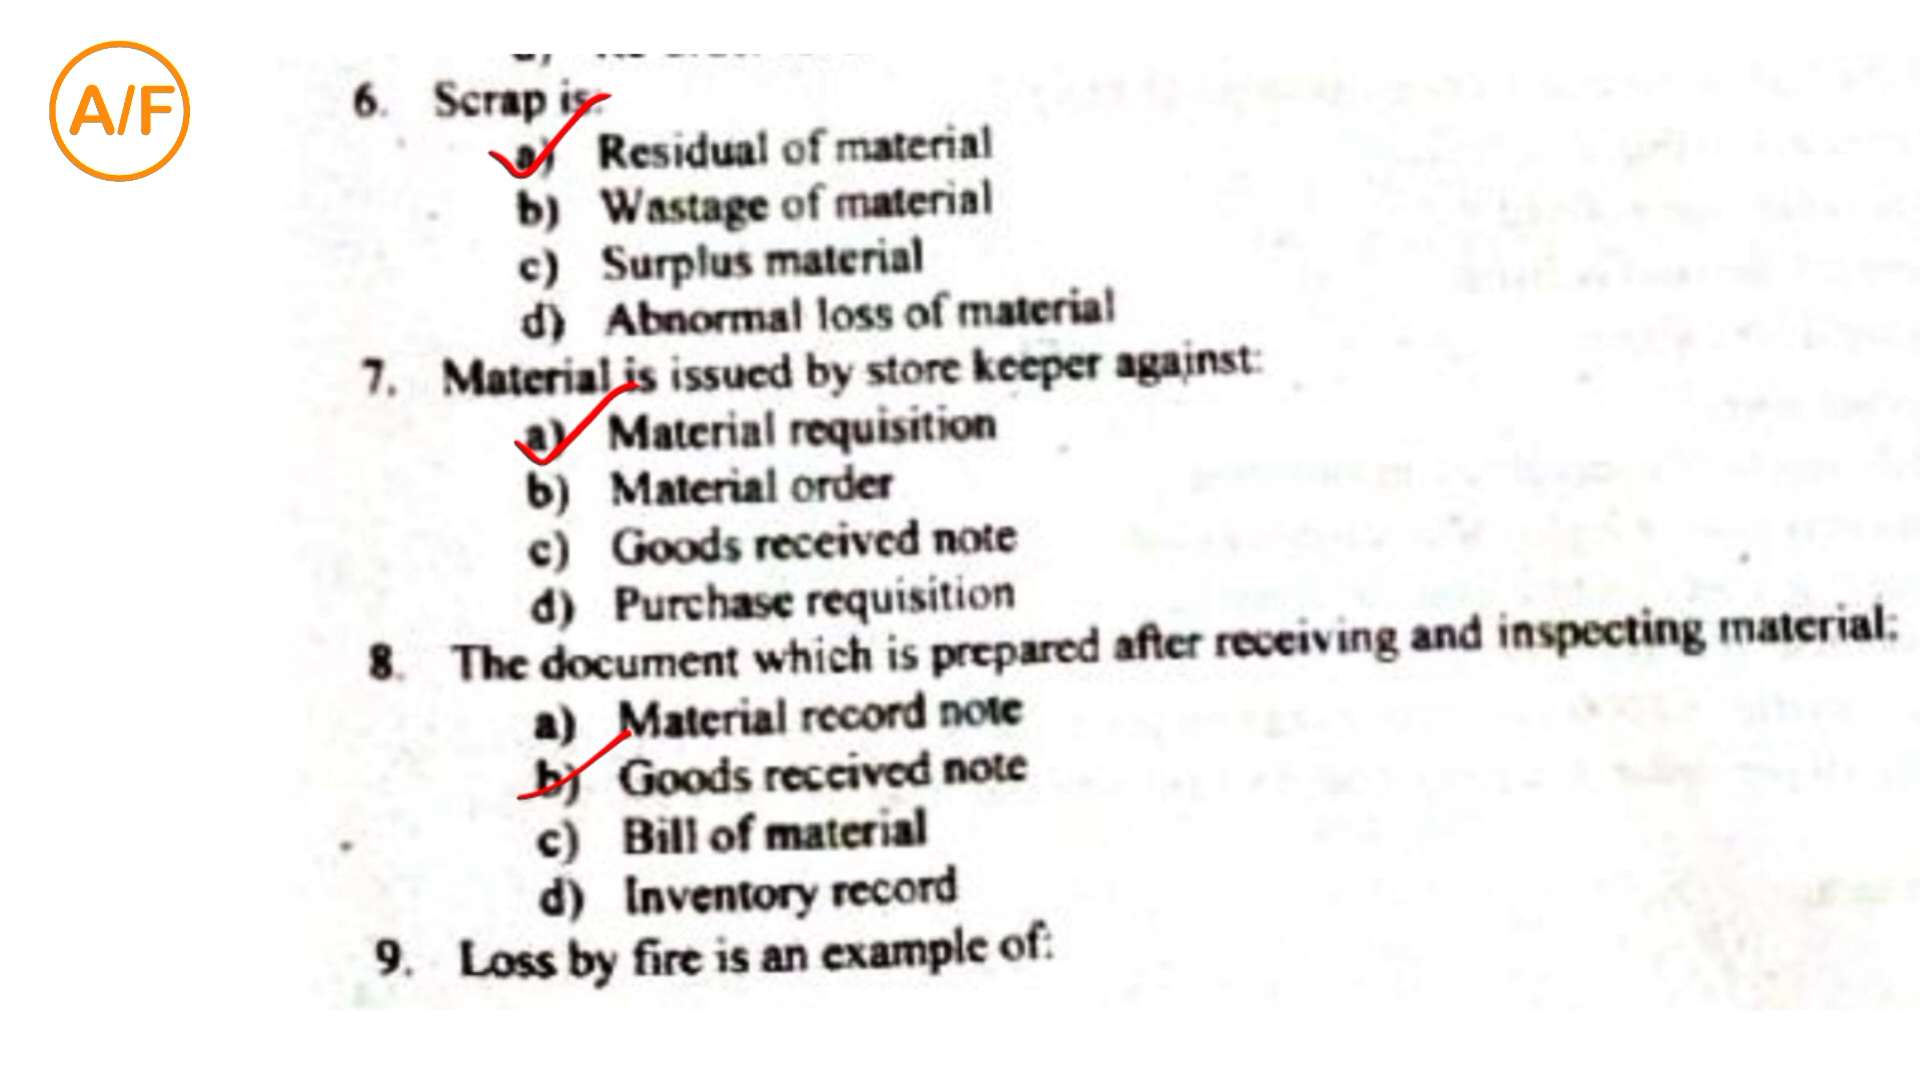 A/F
6. Scrap is:
a) Residual of material
b) Wastage of material
c) Surplus material
d) Abnormal loss of material
7. Material is issued by store keeper against:
a) Material requisition
b) Material order
c) Goods received note
d) Purchase requisition
8. The document which is prepared after receiving and inspecting material:
a) Material record note
b) Goods received note
c) Bill of material
d) Inventory record
9. Loss by fire is an example of: